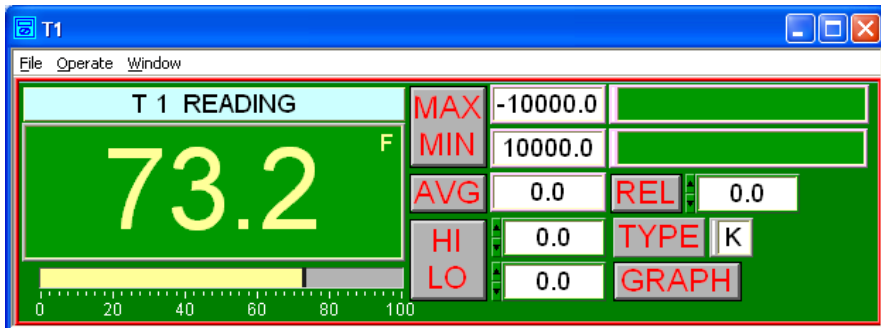 T1
File Operate Window
T 1 READING
F
73.2
0 20 40 60 80 100
MAX -10000.0
MIN 10000.0
AVG 0.0 REL 0.0
HI 0.0 TYPE K
LO 0.0 GRAPH